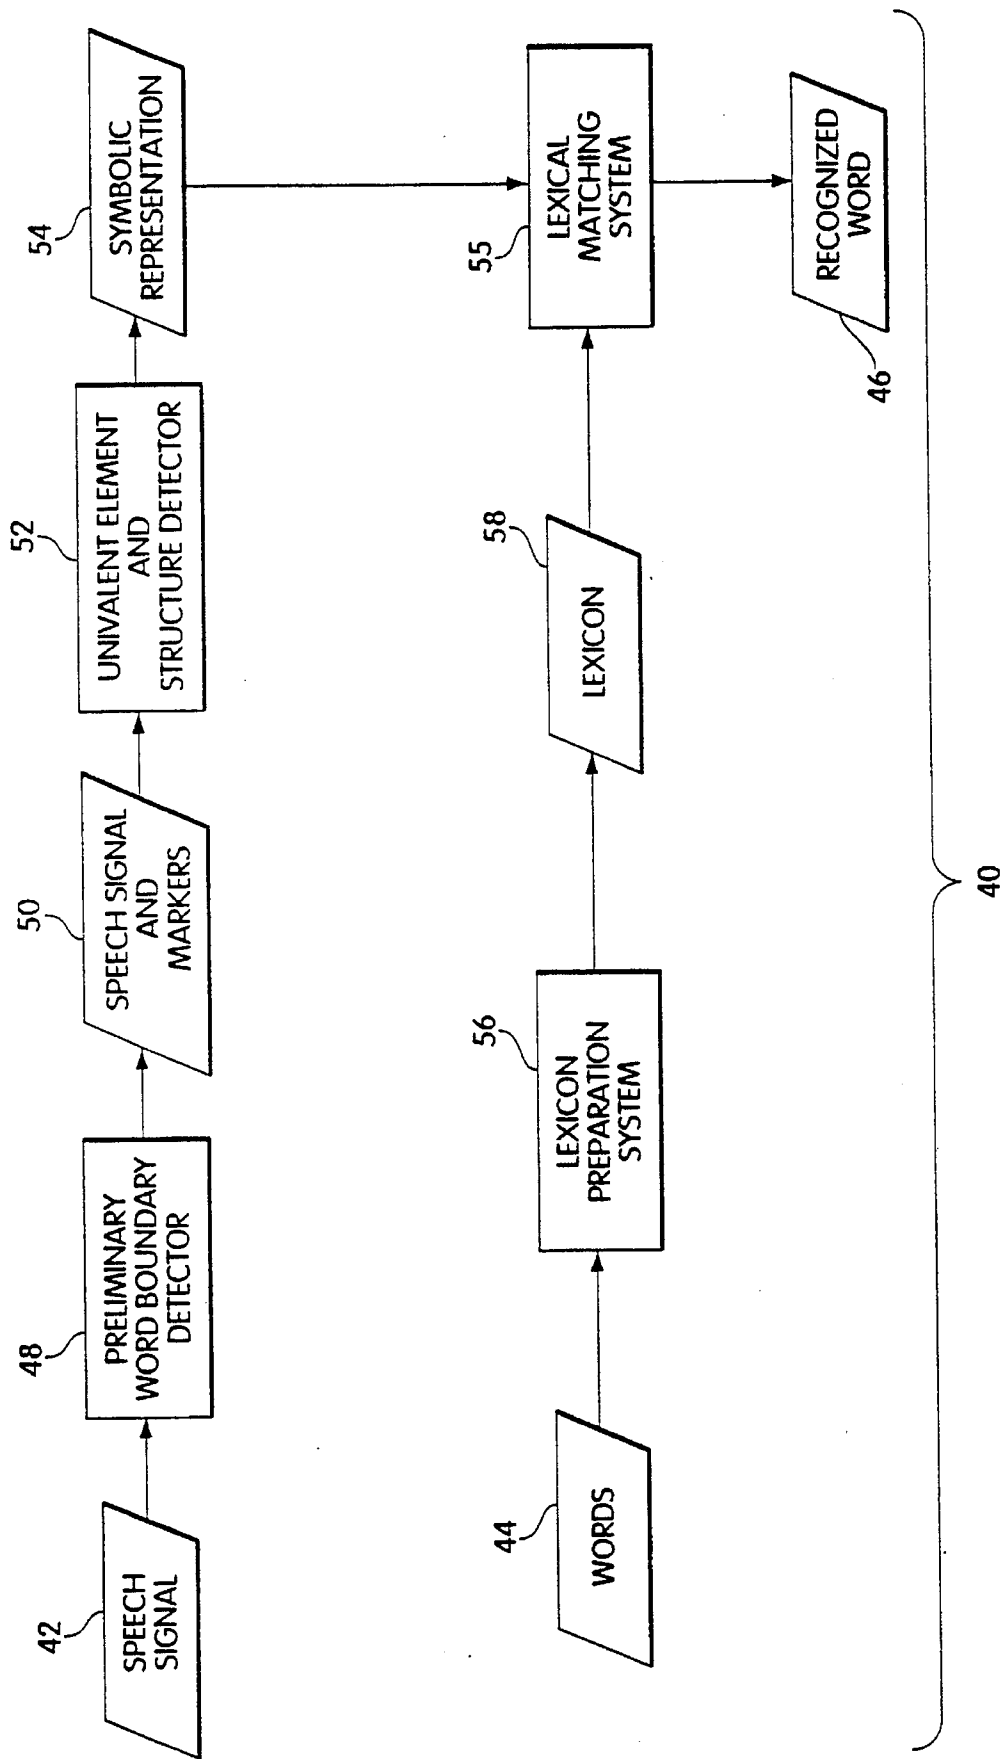 42
SPEECH
SIGNAL
48
PRELIMINARY
WORD BOUNDARY
DETECTOR
50
SPEECH SIGNAL
AND
MARKERS
52
UNIVALENT ELEMENT
AND
STRUCTURE DETECTOR
54
SYMBOLIC
REPRESENTATION
44
WORDS
56
LEXICON
PREPARATION
SYSTEM
58
LEXICON
55
LEXICAL
MATCHING
SYSTEM
46
RECOGNIZED
WORD
40